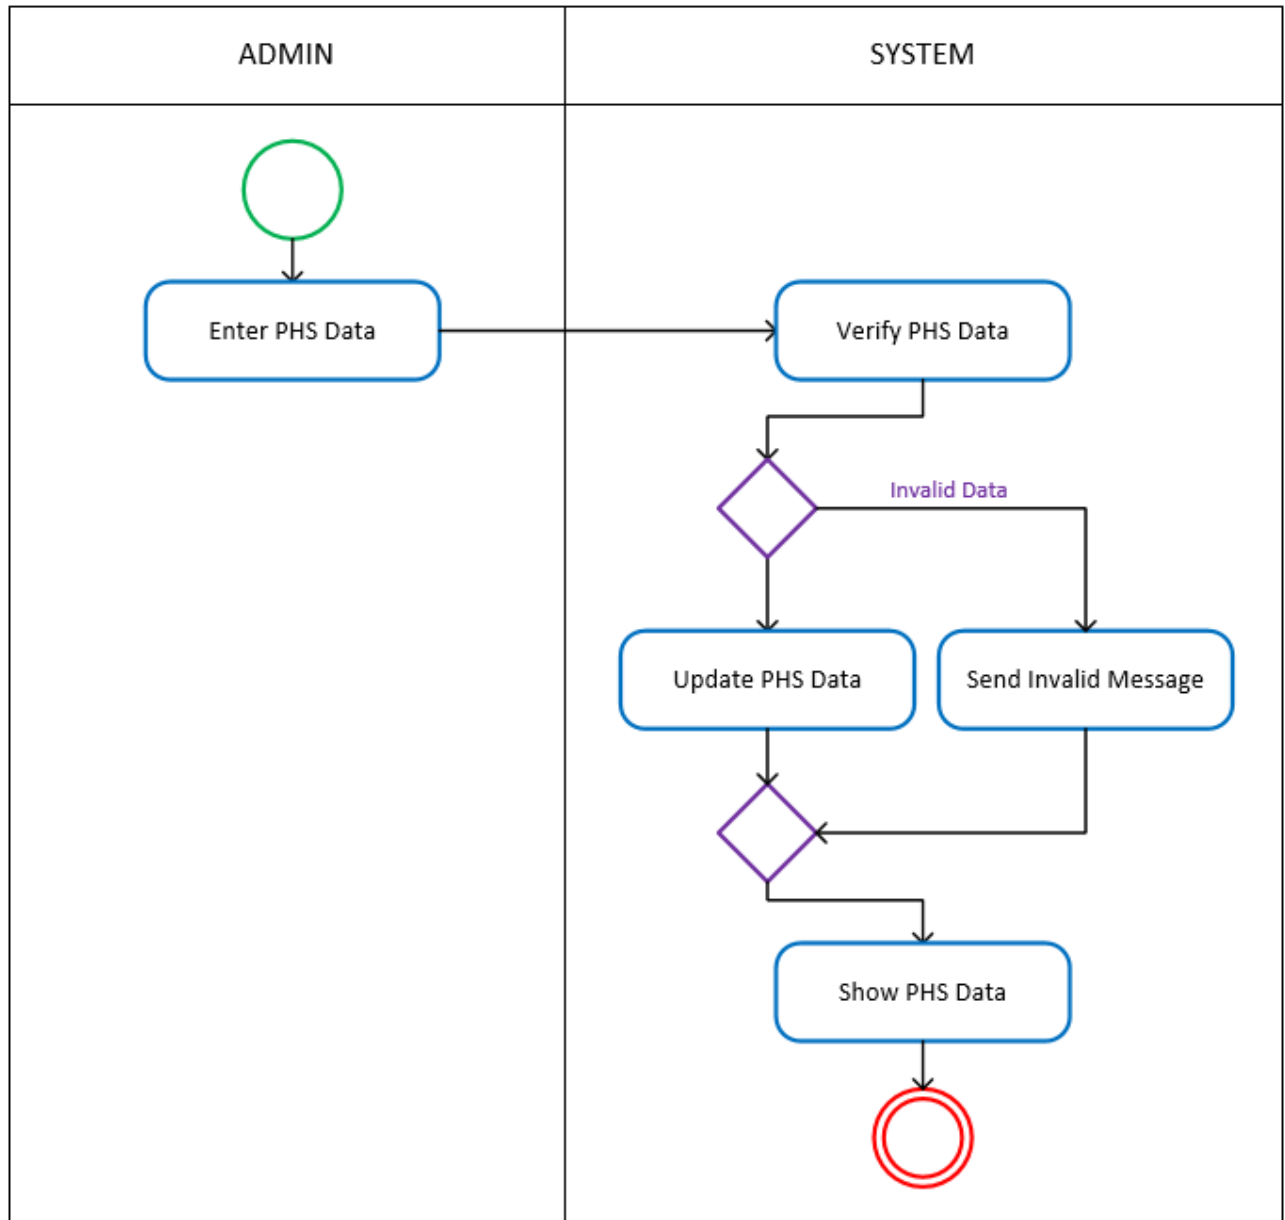 ADMIN
SYSTEM
Enter PHS Data
Verify PHS Data
Invalid Data
Update PHS Data
Send Invalid Message
Show PHS Data